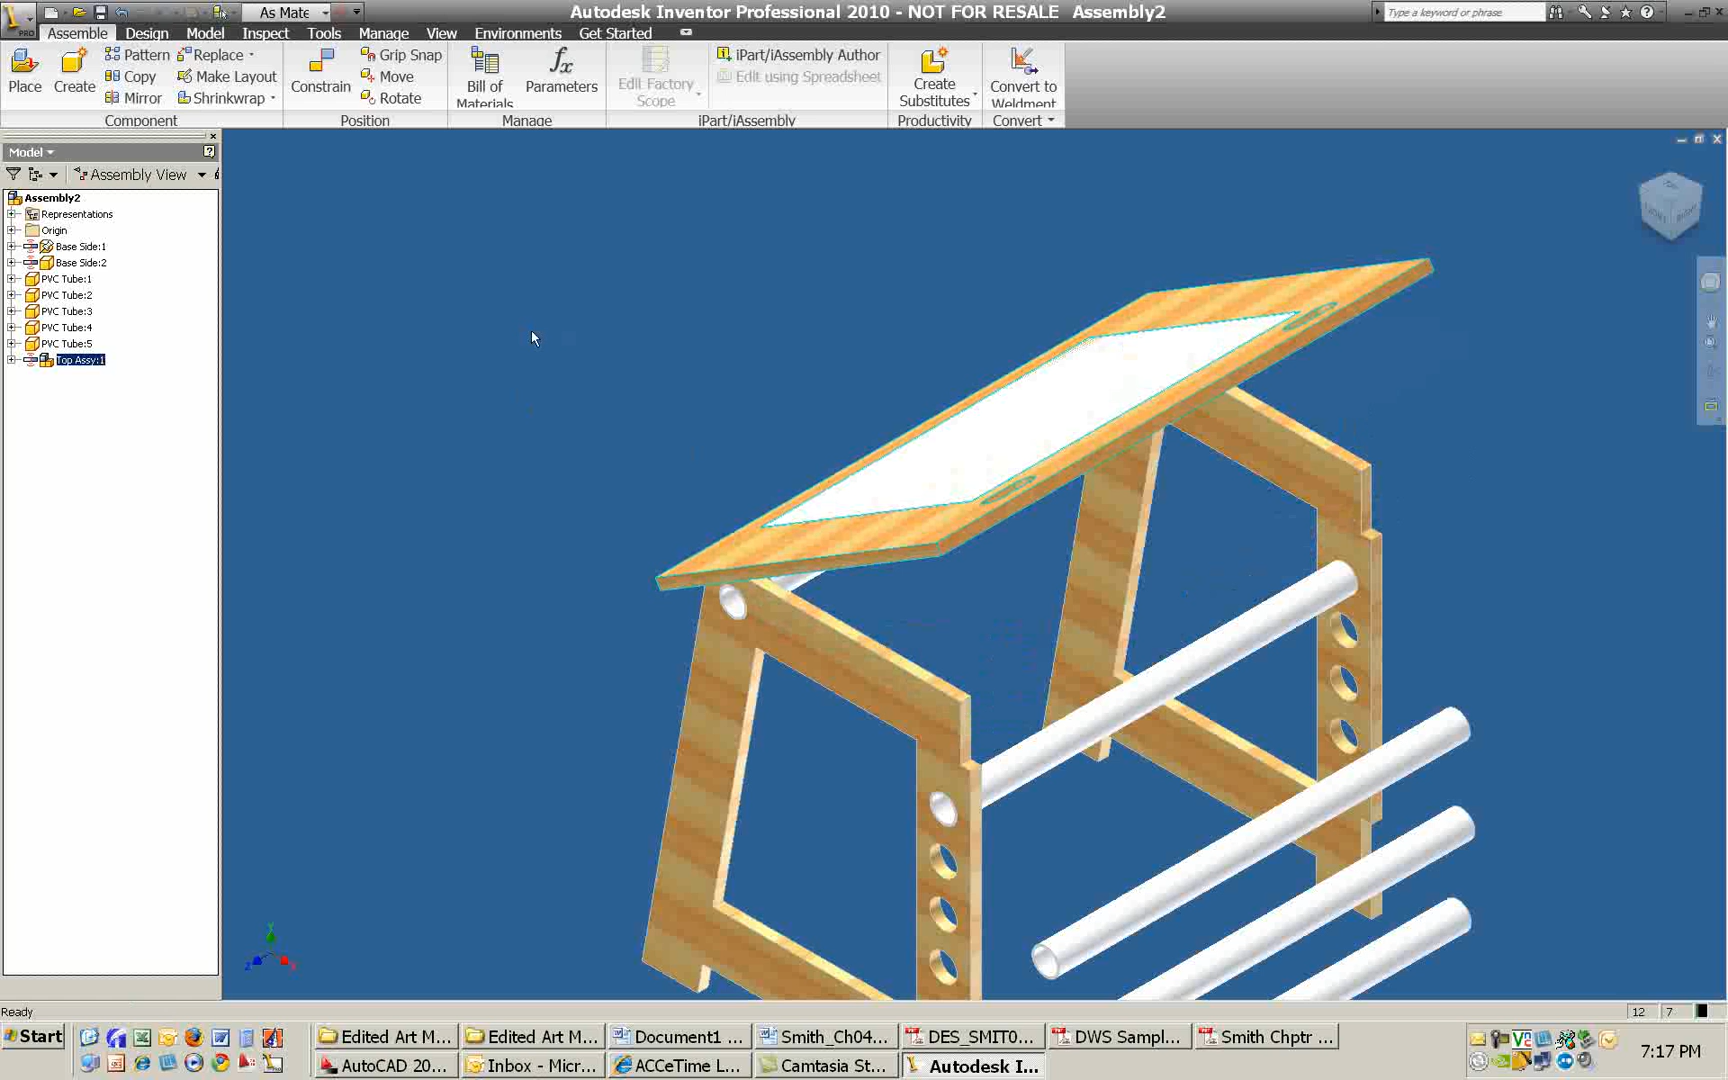 As Mate
Autodesk Inventor Professional 2010 - NOT FOR RESALE Assembly2
Type a keyword or phrase
PRO
Assemble Design Model Inspect Tools Manage View Environments Get Started
Place
Create
Pattern
Copy
Mirror
Replace
Make Layout
Shrinkwrap
Component
Constrain
Grip Snap
Move
Rotate
Position
Bill of
Materials
Parameters
Manage
Edit Factory
Scope
iPart/iAssembly Author
Edit using Spreadsheet
iPart/iAssembly
Create
Substitutes
Productivity
Convert to
Weldment
Convert
Model
Assembly View
Assembly2
Representations
Origin
Base Side:1
Base Side:2
PVC Tube:1
PVC Tube:2
PVC Tube:3
PVC Tube:4
PVC Tube:5
Top Assy:1
Ready
12 7
Start
Edited Art M...
Edited Art M...
Document1 ...
Smith_Ch04...
DES_SMIT0...
DWS Sampl...
Smith Chptr ...
AutoCAD 20...
Inbox - Micr...
ACCeTime L...
Camtasia St...
Autodesk I...
7:17 PM